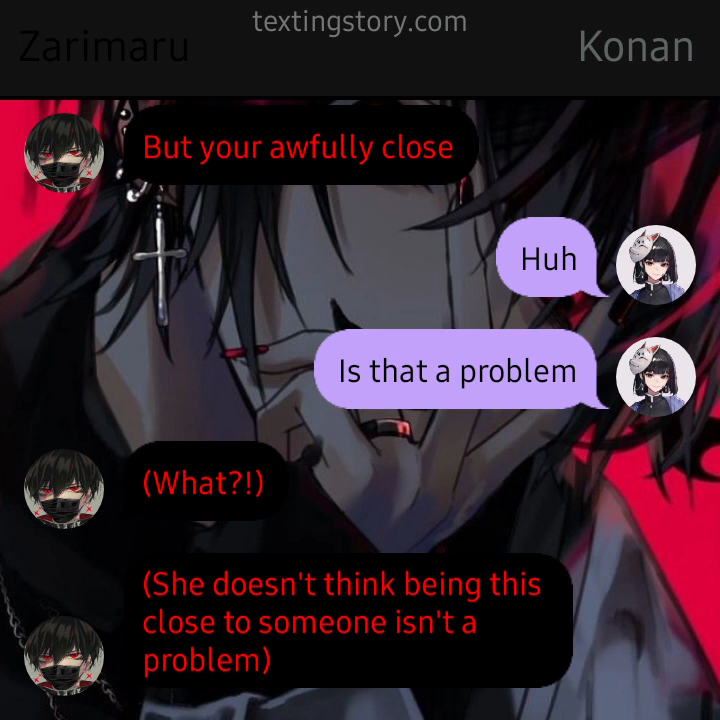 textingstory.com
Zarimaru
Konan
But your awfully close
Huh
Is that a problem
(What?!)
(She doesn't think being this
close to someone isn't a
problem)